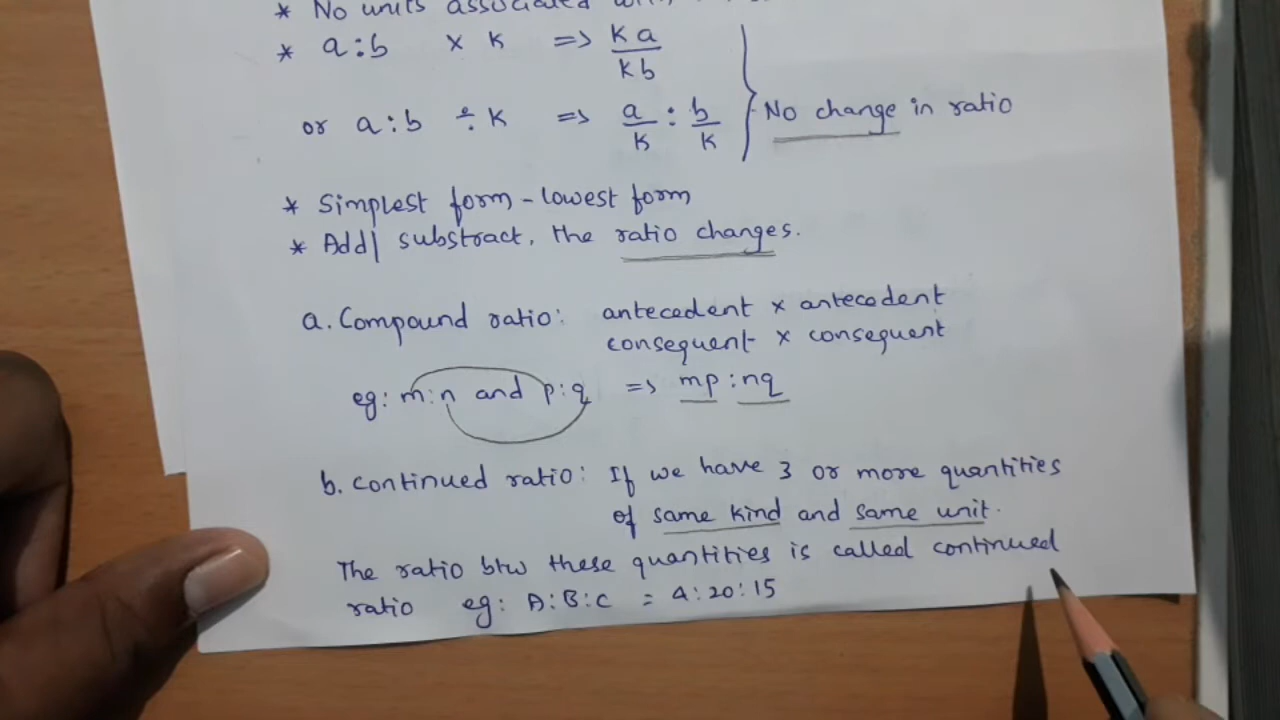 * No units associated
* a:b × k => ka/kb
or a:b ÷ k => a/k : b/k } No change in ratio
* Simplest form - lowest form
* Add| substract, the ratio changes.
a. Compound ratio: antecedent × antecedent
consequent × consequent
eg: m:n and p:q => mp:nq
b. continued ratio: If we have 3 or more quantities
of same kind and same unit.
The ratio btw these quantities is called continued
ratio eg: A:B:C = 4:20:15